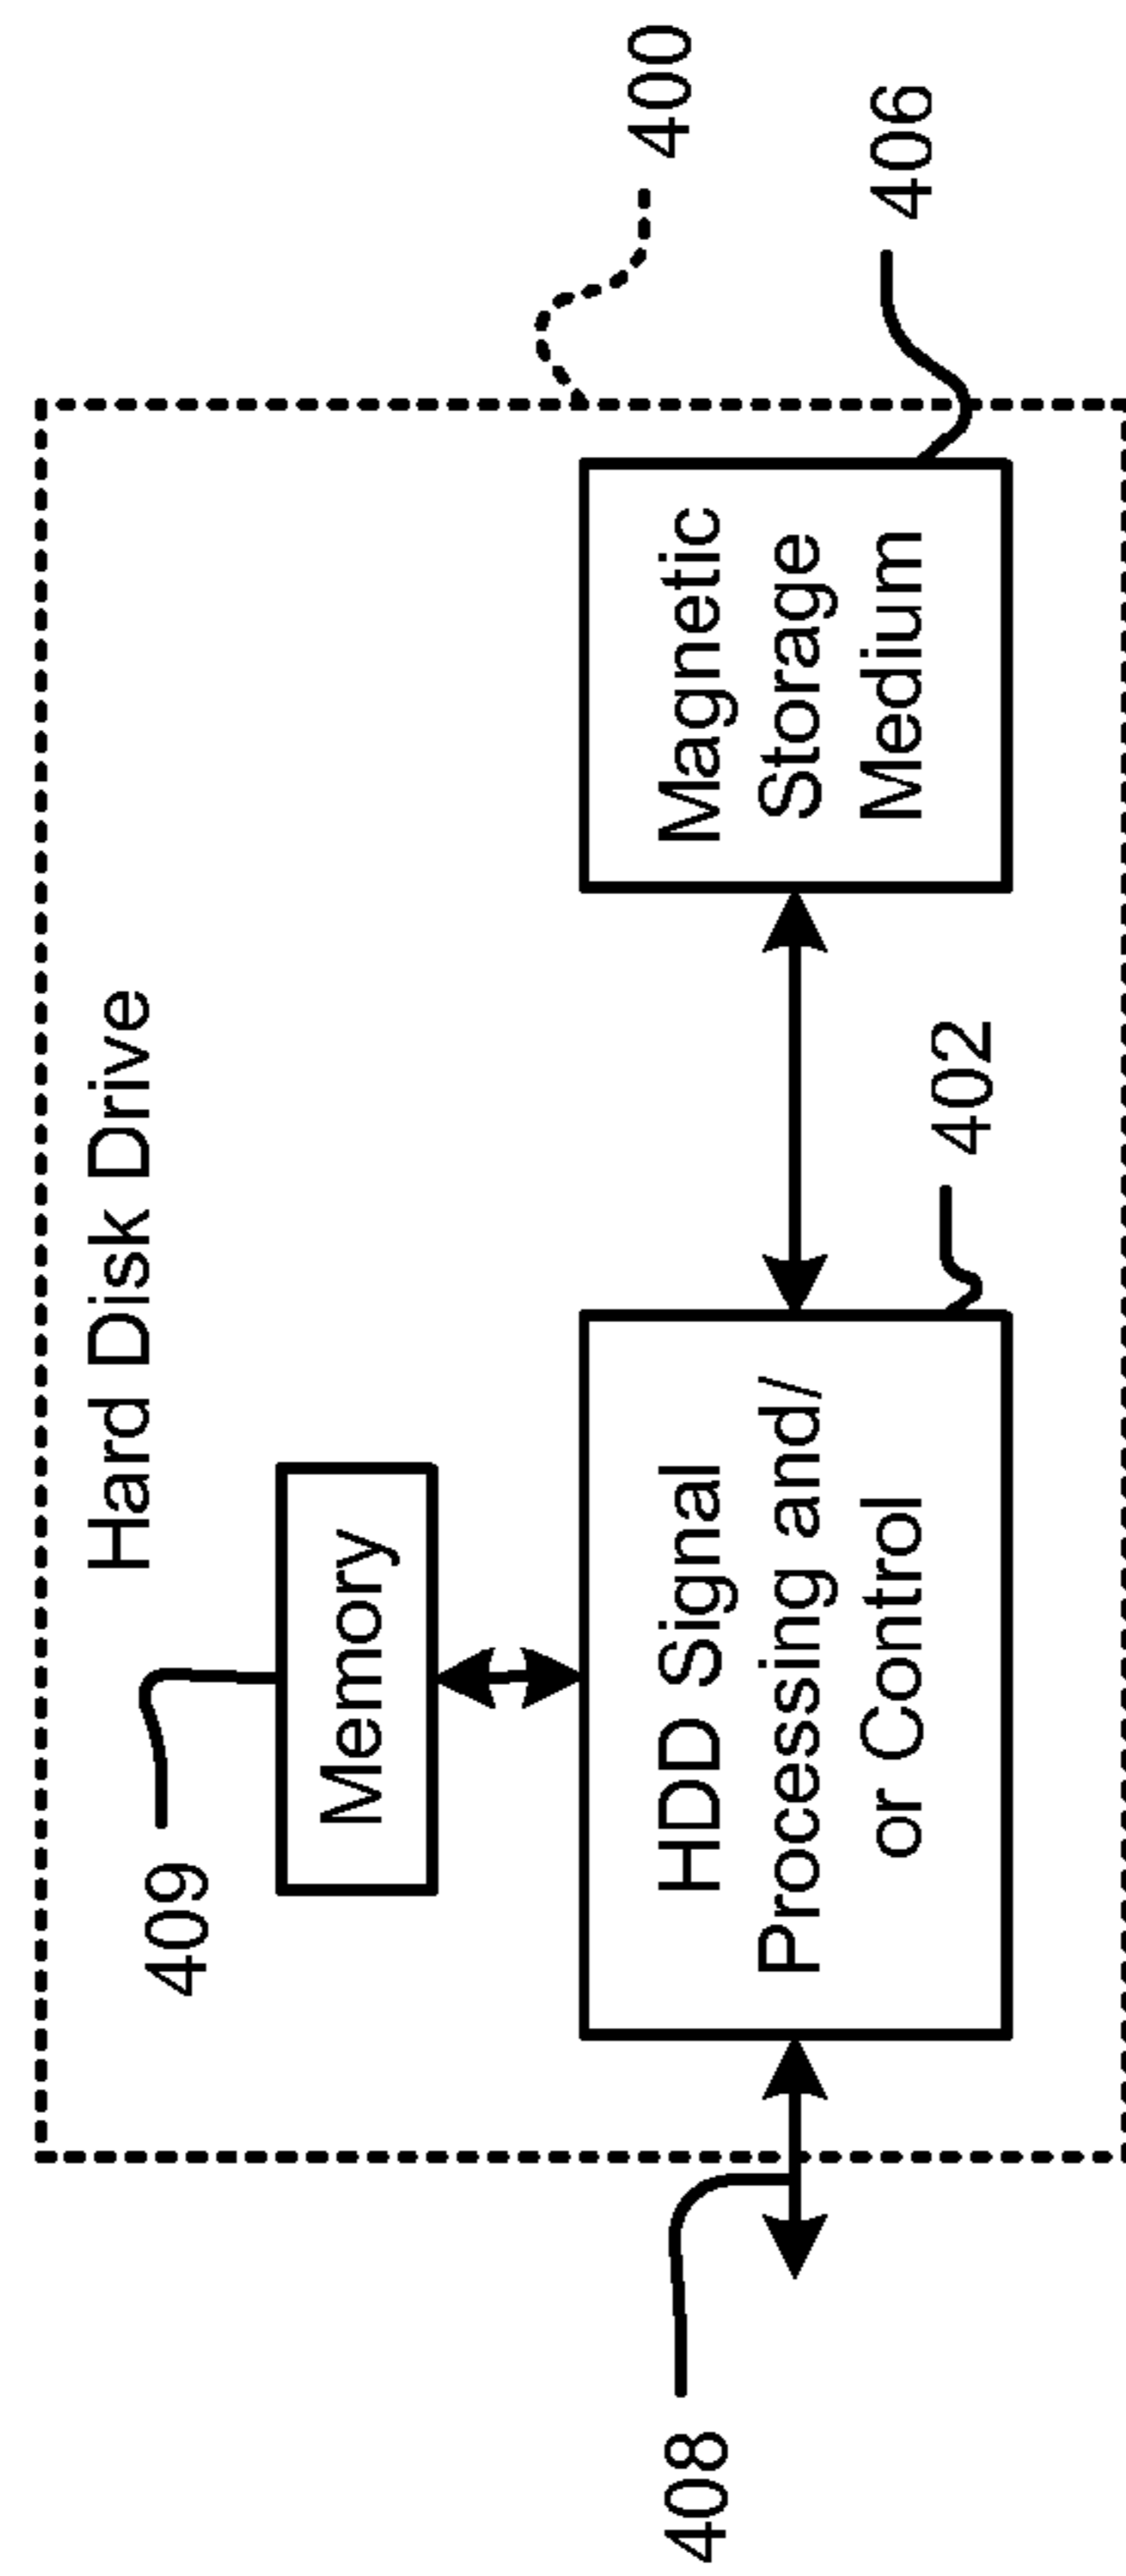 Hard Disk Drive
400
409
Memory
HDD Signal
Processing and/
or Control
Magnetic
Storage
Medium
406
408
402